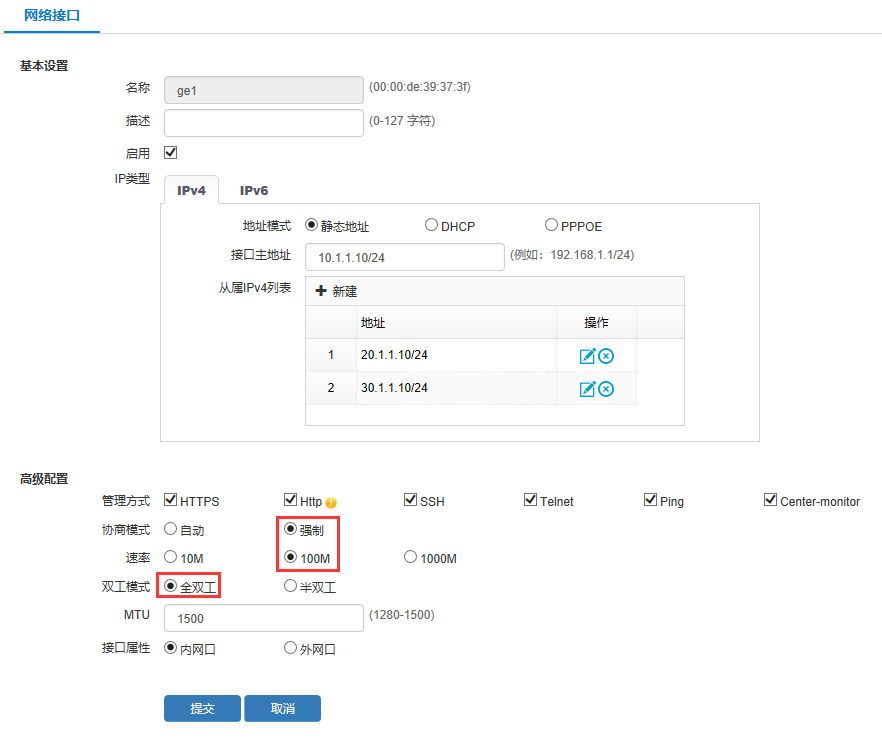 网络接口
基本设置
名称 ge1 (00:00:de:39:37:3f)
描述 (0-127 字符)
启用
IP类型 IPv4 IPv6
地址模式 静态地址 DHCP PPPOE
接口主地址 10.1.1.10/24 (例如：192.168.1.1/24)
从属IPv4列表 新建
地址 操作
1 20.1.1.10/24
2 30.1.1.10/24
高级配置
管理方式 HTTPS Http SSH Telnet Ping Center-monitor
协商模式 自动 强制
速率 10M 100M 1000M
双工模式 全双工 半双工
MTU 1500 (1280-1500)
接口属性 内网口 外网口
提交 取消